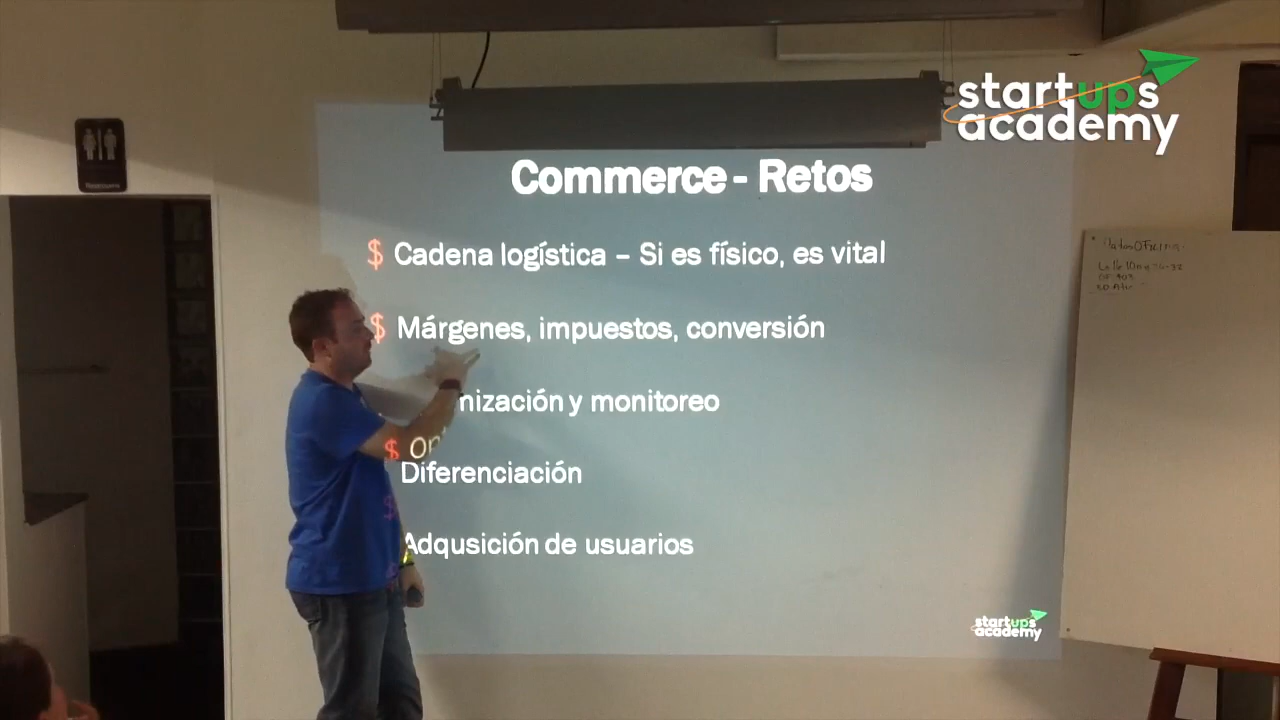 startups
academy
Commerce - Retos
$ Cadena logística – Si es físico, es vital
$ Márgenes, impuestos, conversión
nización y monitoreo
$ Op
Diferenciación
Adqusición de usuarios
startups
academy